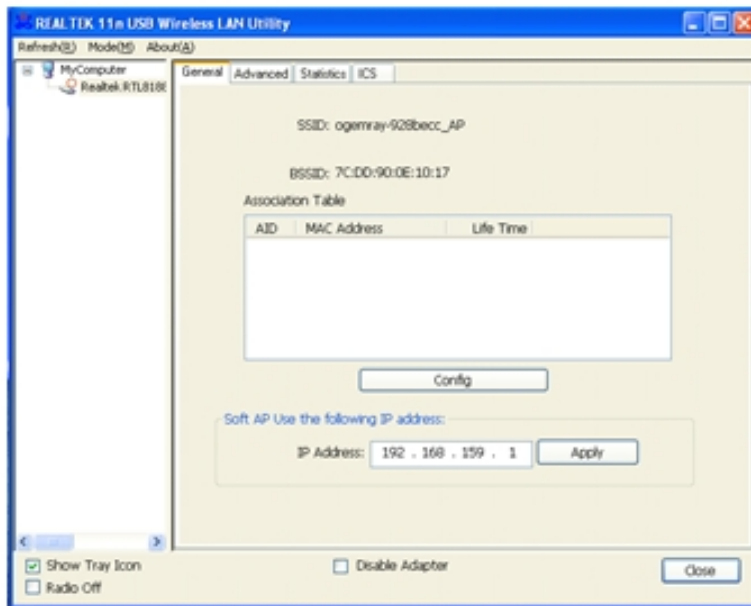 REALTEK 11n USB Wireless LAN Utility
Refresh(R) Mode(M) About(A)
MyComputer
Realtek RTL8188
General Advanced Statistics ICS
SSID: ogemray-928becc_AP
BSSID: 7C:DD:90:0E:10:17
Association Table
AID MAC Address Life Time
Config
Soft AP Use the following IP address:
IP Address: 192 . 168 . 159 . 1 Apply
Show Tray Icon
Radio Off
Disable Adapter
Close